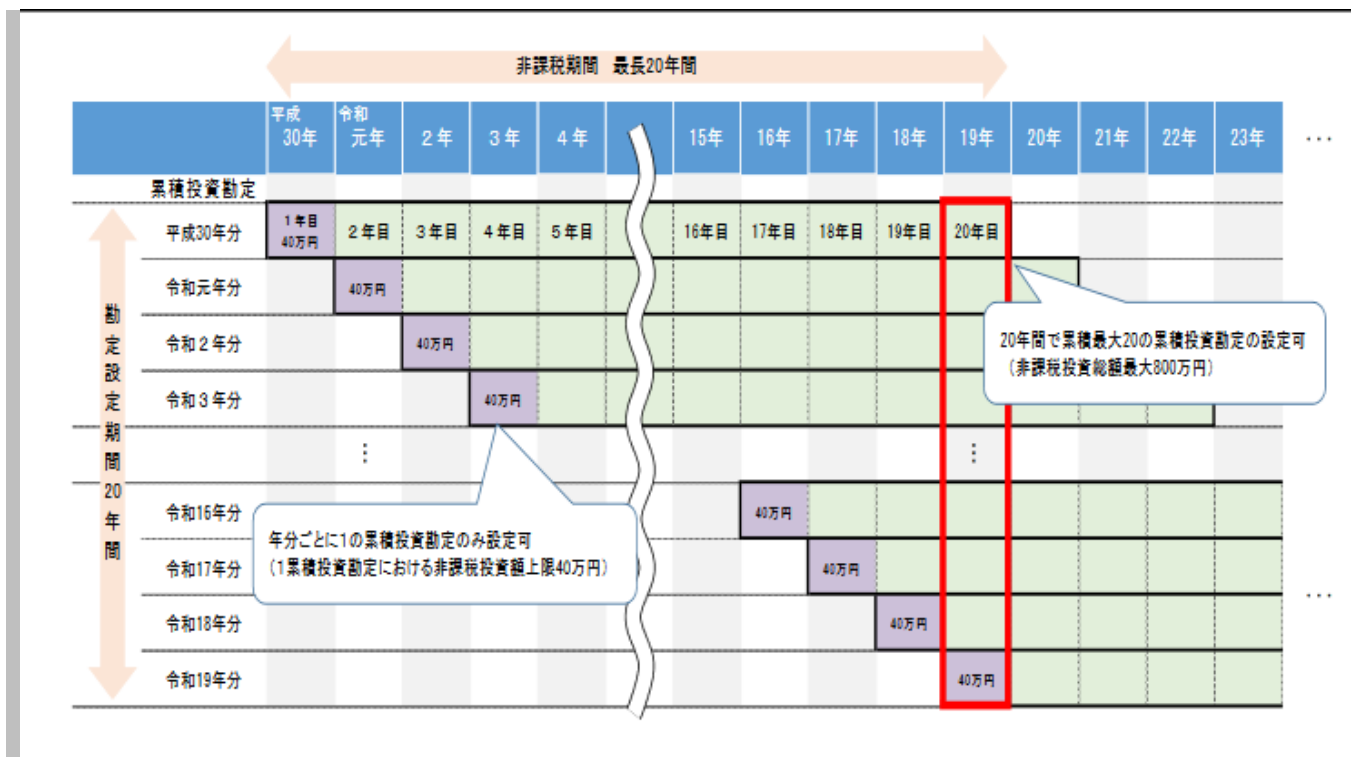 非課税期間 最長20年間
平成 30年 令和 元年 2年 3年 4年 15年 16年 17年 18年 19年 20年 21年 22年 23年 ・・・
累積投資勘定
平成30年分 1年目 40万円 2年目 3年目 4年目 5年目 16年目 17年目 18年目 19年目 20年目
令和元年分 40万円
令和2年分 40万円
令和3年分 40万円
20年間で累積最大20の累積投資勘定の設定可
(非課税投資総額最大800万円)
勘定設定期間20年間
⋮ ⋮
令和16年分 40万円
年分ごとに1の累積投資勘定のみ設定可
(1累積投資勘定における非課税投資額上限40万円)
令和17年分 40万円
・・・
令和18年分 40万円
令和19年分 40万円